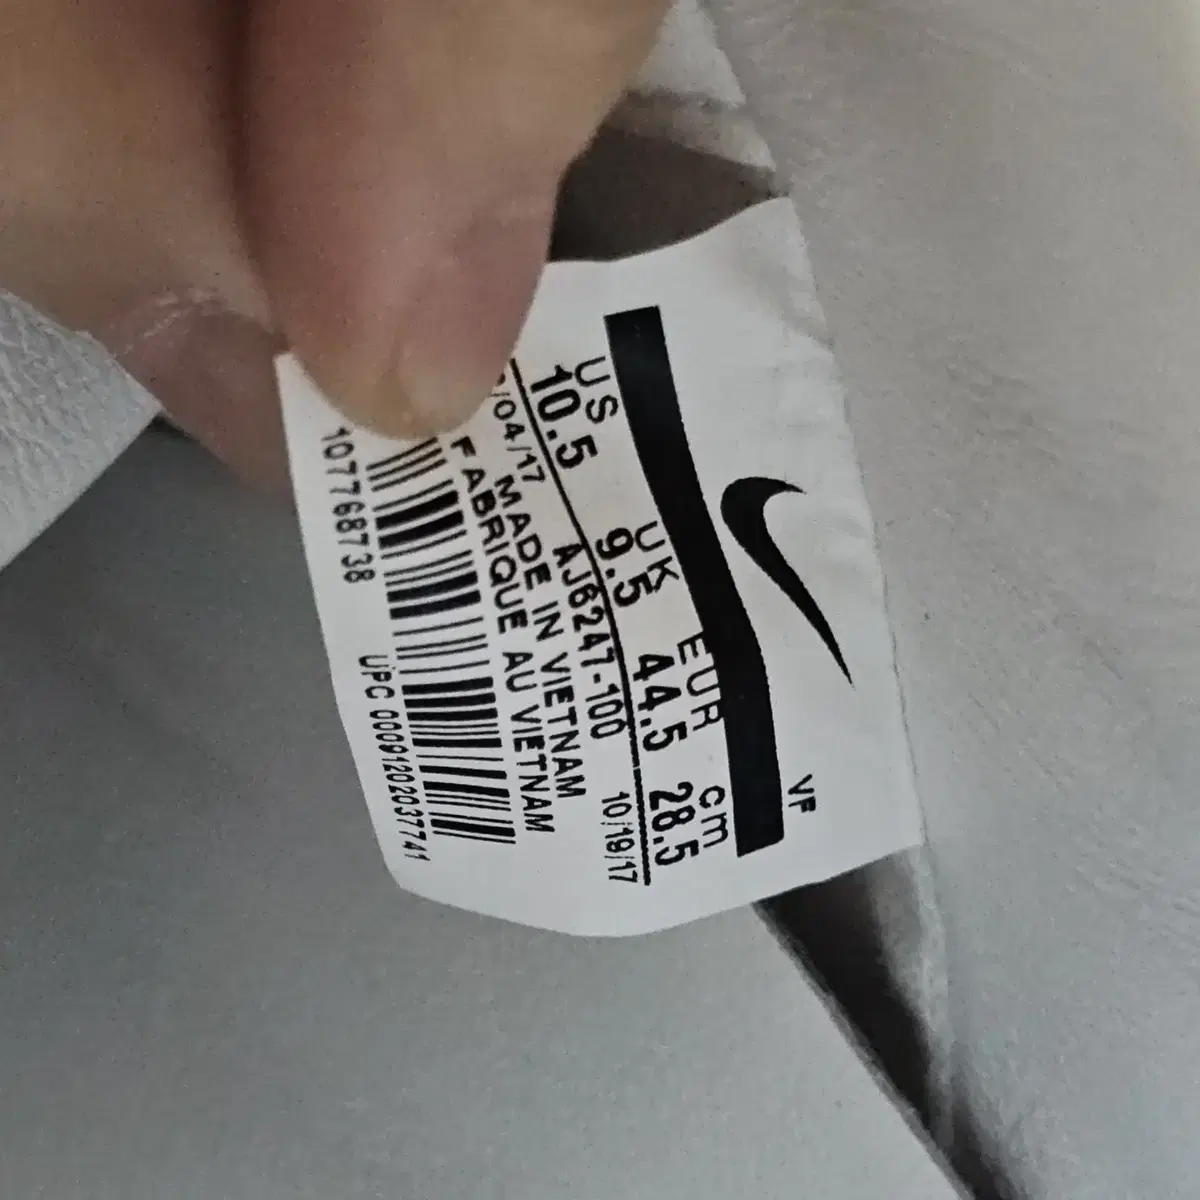 VF
US UK EUR cm
10.5 9.5 44.5 28.5
AJ6247-100 10/19/17
/04/17 MADE IN VIETNAM
FABRIQUE AU VIETNAM
107768738 UPC 00091202037741